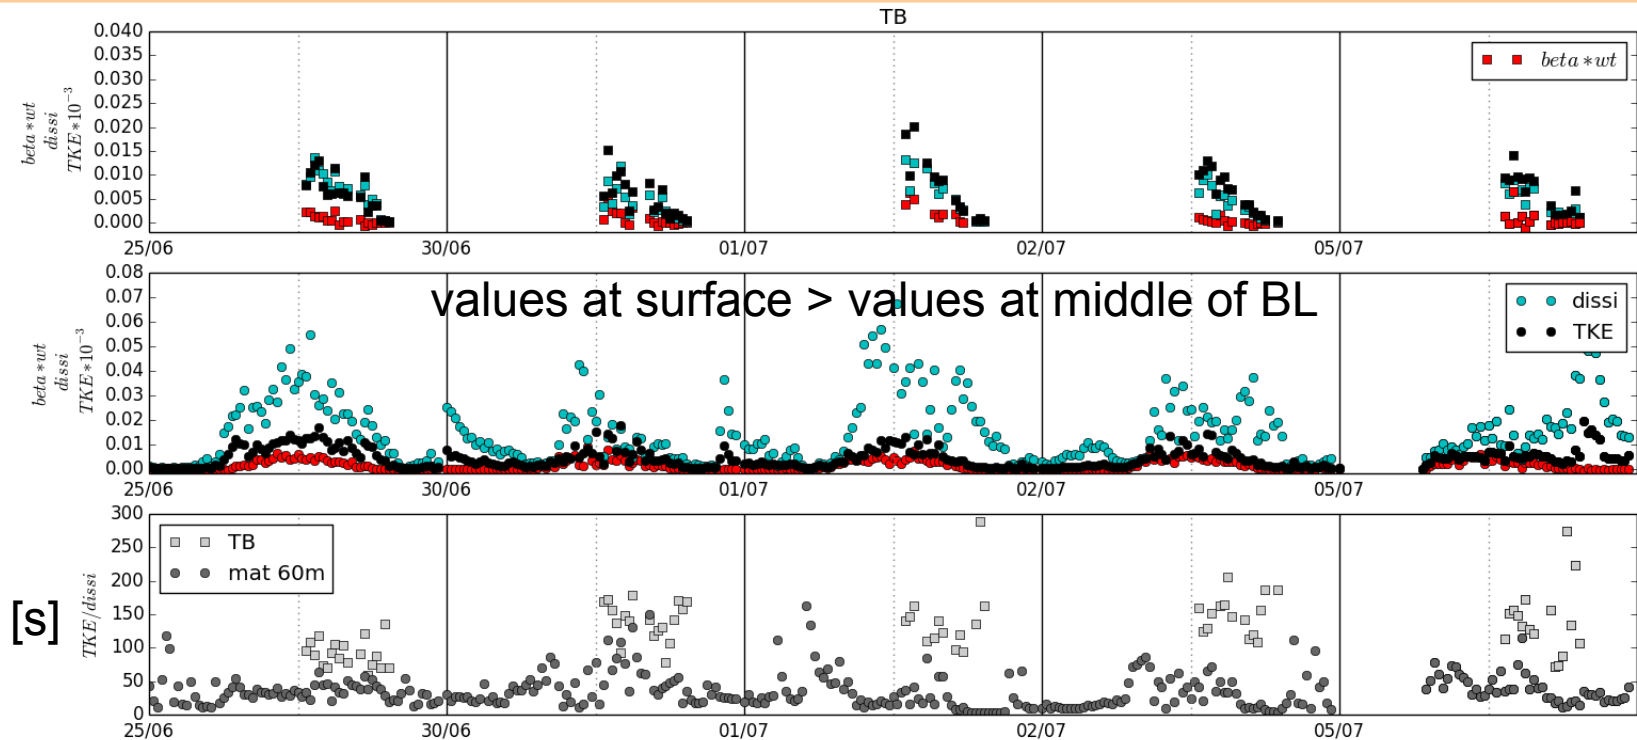 TB
0.040
0.035
0.030
0.025
0.020
0.015
0.010
0.005
0.000
beta∗wt
dissi
TKE∗10⁻³
beta∗wt
25/06 30/06 01/07 02/07 05/07
values at surface > values at middle of BL
0.08
0.07
0.06
0.05
0.04
0.03
0.02
0.01
0.00
beta∗wt
dissi
TKE∗10⁻³
dissi
TKE
25/06 30/06 01/07 02/07 05/07
300
250
200
150
100
50
0
[s]
TKE/dissi
TB
mat 60m
25/06 30/06 01/07 02/07 05/07